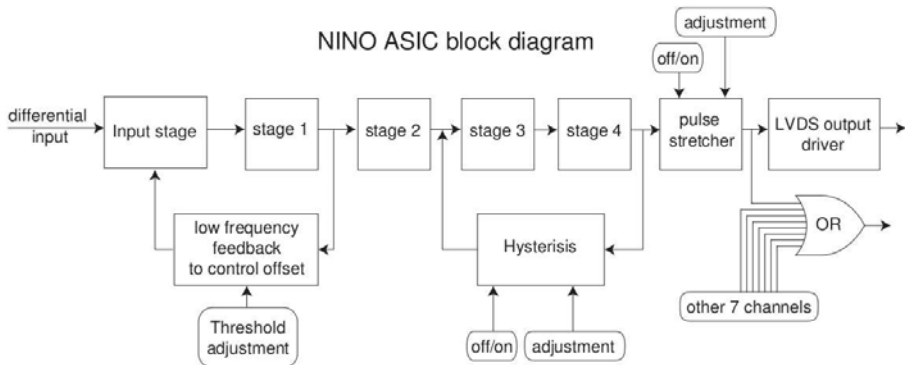 NINO ASIC block diagram
adjustment
off/on
differential
input
Input stage
stage 1
stage 2
stage 3
stage 4
pulse
stretcher
LVDS output
driver
low frequency
feedback
to control offset
Hysterisis
OR
Threshold
adjustment
off/on
adjustment
other 7 channels